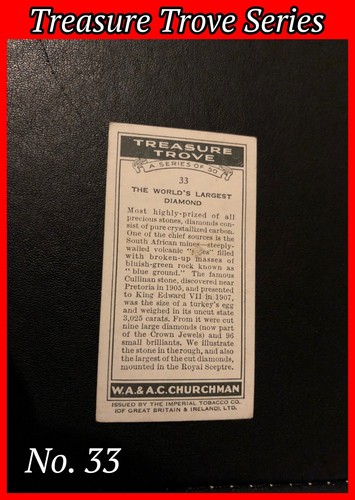 Treasure Trove Series
TREASURE
TROVE
A SERIES OF 50
33
THE WORLD'S LARGEST
DIAMOND
Most highly-prized of all
precious stones, diamonds con-
sist of pure crystallized carbon.
One of the chief sources is the
South African mines—steeply-
walled volcanic " " filled
with broken-up masses of
bluish-green rock known as
"blue ground." The famous
Cullinan stone, discovered near
Pretoria in 1905, and presented
to King Edward VII in 1907,
was the size of a turkey's egg
and weighed in its uncut state
3,025 carats. From it were cut
nine large diamonds (now part
of the Crown Jewels) and 96
small brilliants. We illustrate
the stone in the rough, and also
the largest of the cut diamonds,
mounted in the Royal Sceptre.
W.A. & A.C. CHURCHMAN
ISSUED BY THE IMPERIAL TOBACCO CO.
(OF GREAT BRITAIN & IRELAND), LTD.
No. 33